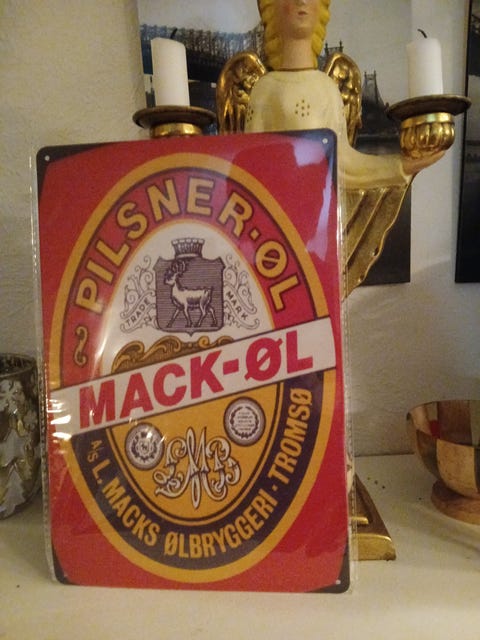 PILSNER-ØL
TRADE MARK
MACK-ØL
A/S L. MACKS ØLBRYGGERI · TROMSØ